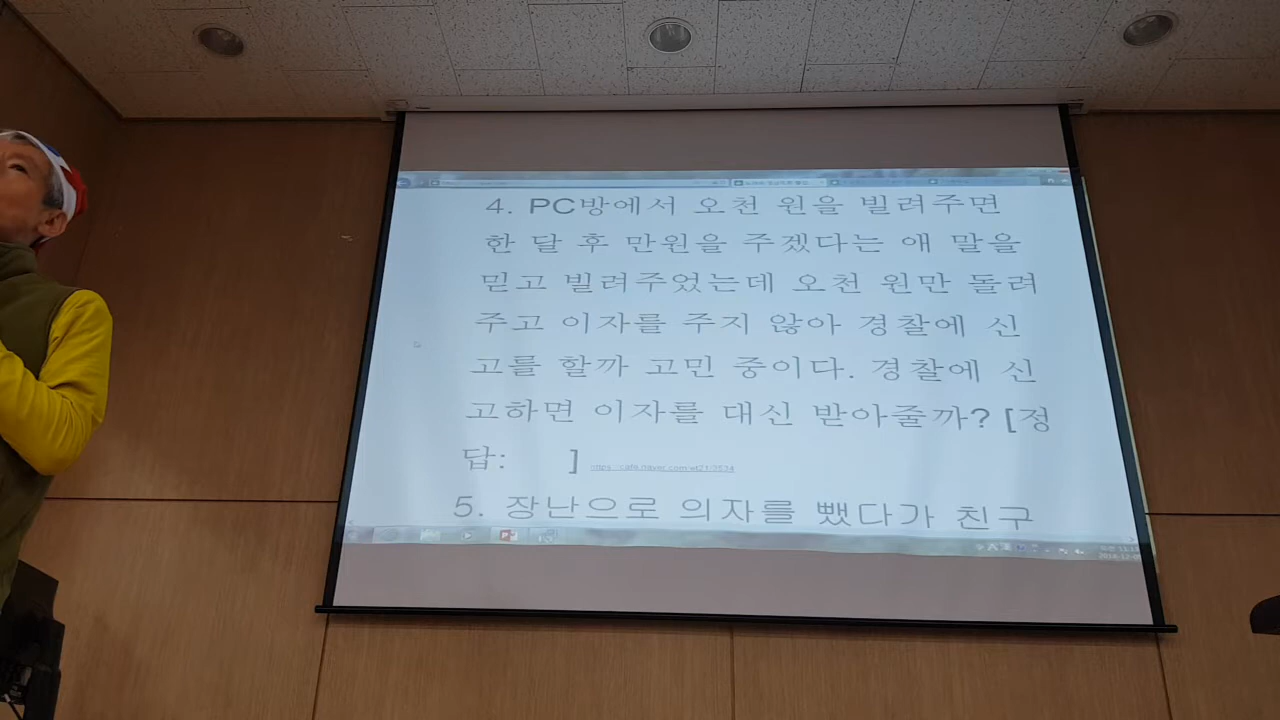 4. PC방에서 오천 원을 빌려주면
한 달 후 만원을 주겠다는 애 말을
믿고 빌려주었는데 오천 원만 돌려
주고 이자를 주지 않아 경찰에 신
고를 할까 고민 중이다. 경찰에 신
고하면 이자를 대신 받아줄까? [정
답: ]
5. 장난으로 의자를 뺐다가 친구